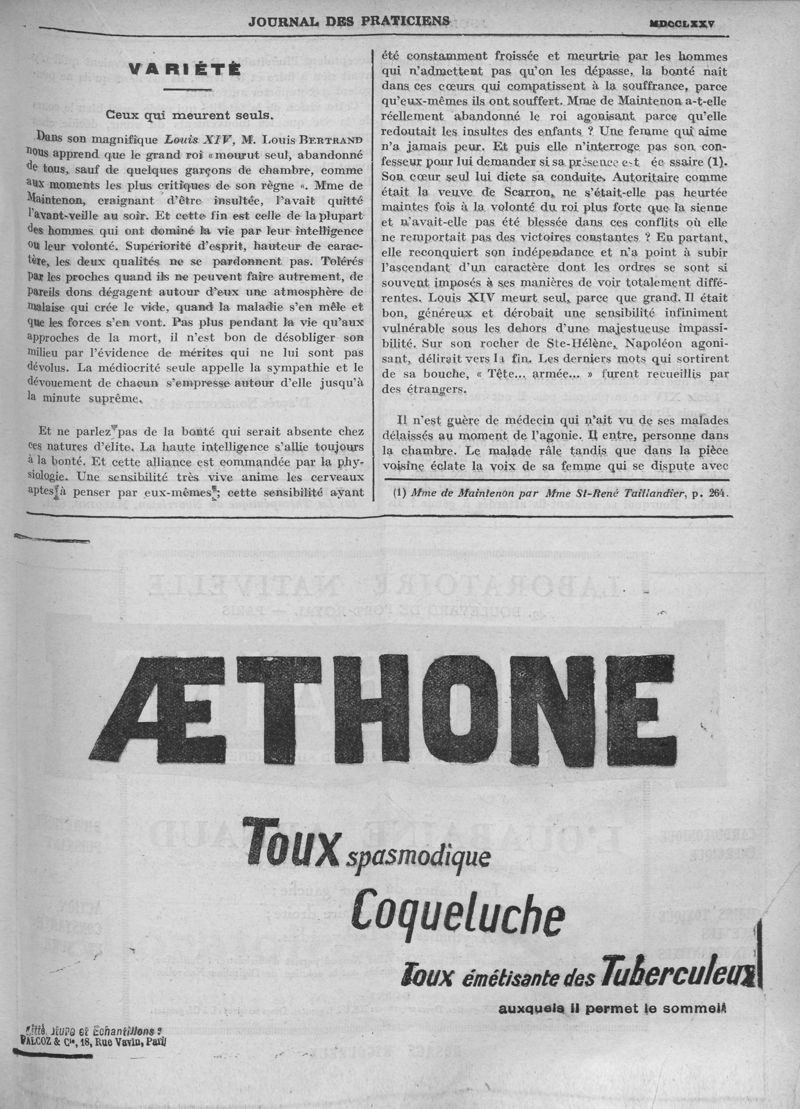 JOURNAL DES PRATICIENS
MDCCLXXV
VARIÉTÉ
Ceux qui meurent seuls.
Dans son magnifique Louis XIV, M. Louis BERTRAND
nous apprend que le grand roi « mourut seul, abandonné
de tous, sauf de quelques garçons de chambre, comme
aux moments les plus critiques de son règne ». Mme de
Maintenon, craignant d'être insultée, l'avait quitté
l'avant-veille au soir. Et cette fin est celle de la plupart
des hommes qui ont dominé la vie par leur intelligence
ou leur volonté. Supériorité d'esprit, hauteur de carac-
tère, les deux qualités ne se pardonnent pas. Tolérés
par les proches quand ils ne peuvent faire autrement, de
pareils dons dégagent autour d'eux une atmosphère de
malaise qui crée le vide, quand la maladie s'en mêle et
que les forces s'en vont. Pas plus pendant la vie qu'aux
approches de la mort, il n'est bon de désobliger son
milieu par l'évidence de mérites qui ne lui sont pas
dévolus. La médiocrité seule appelle la sympathie et le
dévouement de chacun s'empresse autour d'elle jusqu'à
la minute suprême.
Et ne parlez pas de la bonté qui serait absente chez
ces natures d'elite. La haute intelligence s'allie toujours
à la bonté. Et cette alliance est commandée par la phy-
siologie. Une sensibilité très vive anime les cerveaux
aptes à penser par eux-mêmes ; cette sensibilité ayant
été constamment froissée et meurtrie par les hommes
qui n'admettent pas qu'on les dépasse, la bonté naît
dans ces cœurs qui compatissent à la souffrance, parce
qu'eux-mêmes ils ont souffert. Mme de Maintenon a-t-elle
réellement abandonné le roi agonisant parce qu'elle
redoutait les insultes des enfants ? Une femme qui aime
n'a jamais peur. Et puis elle n'interroge pas son con-
fesseur pour lui demander si sa présence est éc ssaire (1).
Son cœur seul lui dicte sa conduite. Autoritaire comme
était la veuve de Scarron, ne s'était-elle pas heurtée
maintes fois à la volonté du roi plus forte que la sienne
et n'avait-elle pas été blessée dans ces conflits où elle
ne remportait pas des victoires constantes ? En partant,
elle reconquiert son indépendance et n'a point à subir
l'ascendant d'un caractère dont les ordres se sont si
souvent imposés à ses manières de voir totalement diffé-
rentes. Louis XIV meurt seul, parce que grand. Il était
bon, généreux et dérobait une sensibilité infiniment
vulnérable sous les dehors d'une majestueuse impassi-
bilité. Sur son rocher de Ste-Hélène, Napoléon agoni-
sant, délirait vers la fin. Les derniers mots qui sortirent
de sa bouche, « Tête... armée... » furent recueillis par
des étrangers.
Il n'est guère de médecin qui n'ait vu de ses malades
délaissés au moment de l'agonie. Il entre, personne dans
la chambre. Le malade râle tandis que dans la pièce
voisine éclate la voix de sa femme qui se dispute avec
(1) Mme de Maintenon par Mme St-René Taillandier, p. 264.
ÆTHONE
Toux spasmodique
Coqueluche
Toux émétisante des Tuberculeux
auxquels il permet le sommeil
et Échantillons :
FALCOZ & Cie, 18, Rue Vavin, Paris